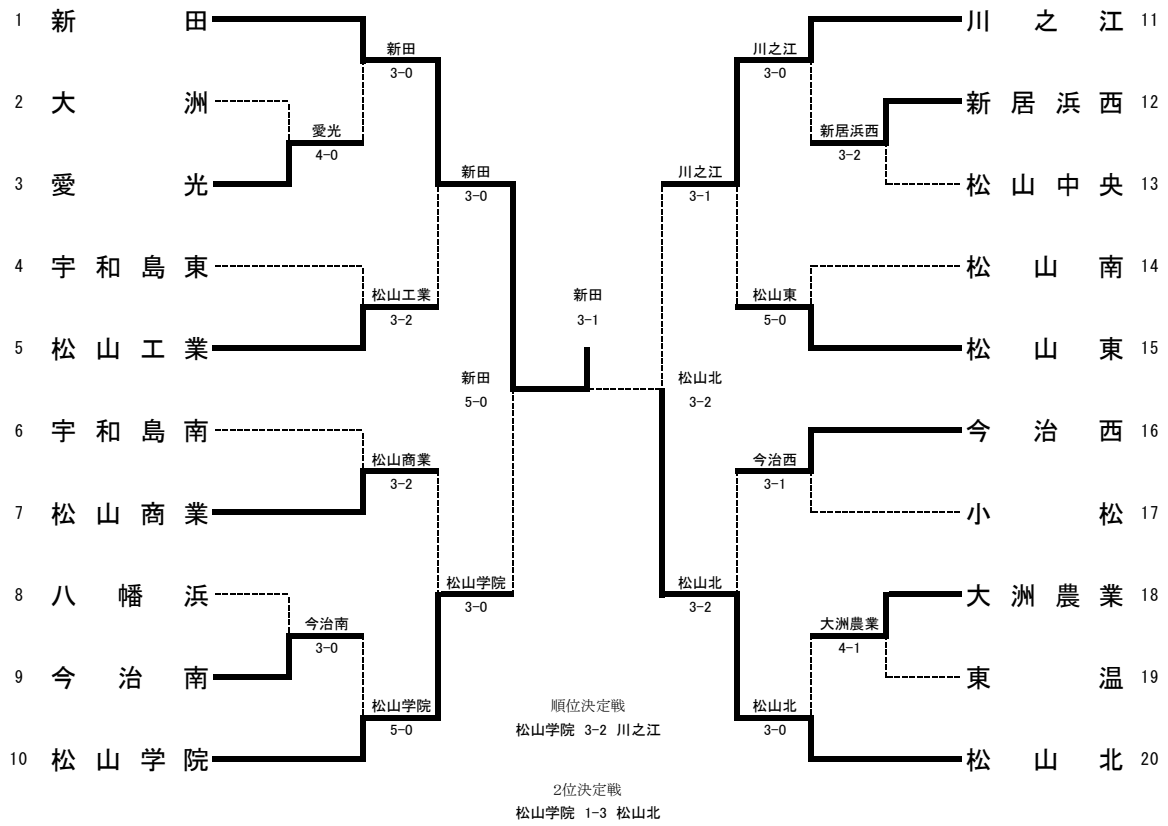 1 新田
新田
3-0
2 大洲
愛光
4-0
3 愛光
新田
3-0
4 宇和島東
松山工業
3-2
5 松山工業
新田
5-0
6 宇和島南
松山商業
3-2
7 松山商業
松山学院
3-0
8 八幡浜
今治南
3-0
9 今治南
松山学院
5-0
10 松山学院
新田
3-1
川之江 11
川之江
3-0
新居浜西 12
新居浜西
3-2
松山中央 13
川之江
3-1
松山南 14
松山東
5-0
松山東 15
松山北
3-2
今治西 16
今治西
3-1
小松 17
松山北
3-2
大洲農業 18
大洲農業
4-1
東温 19
松山北
3-0
松山北 20
順位決定戦
松山学院 3-2 川之江
2位決定戦
松山学院 1-3 松山北